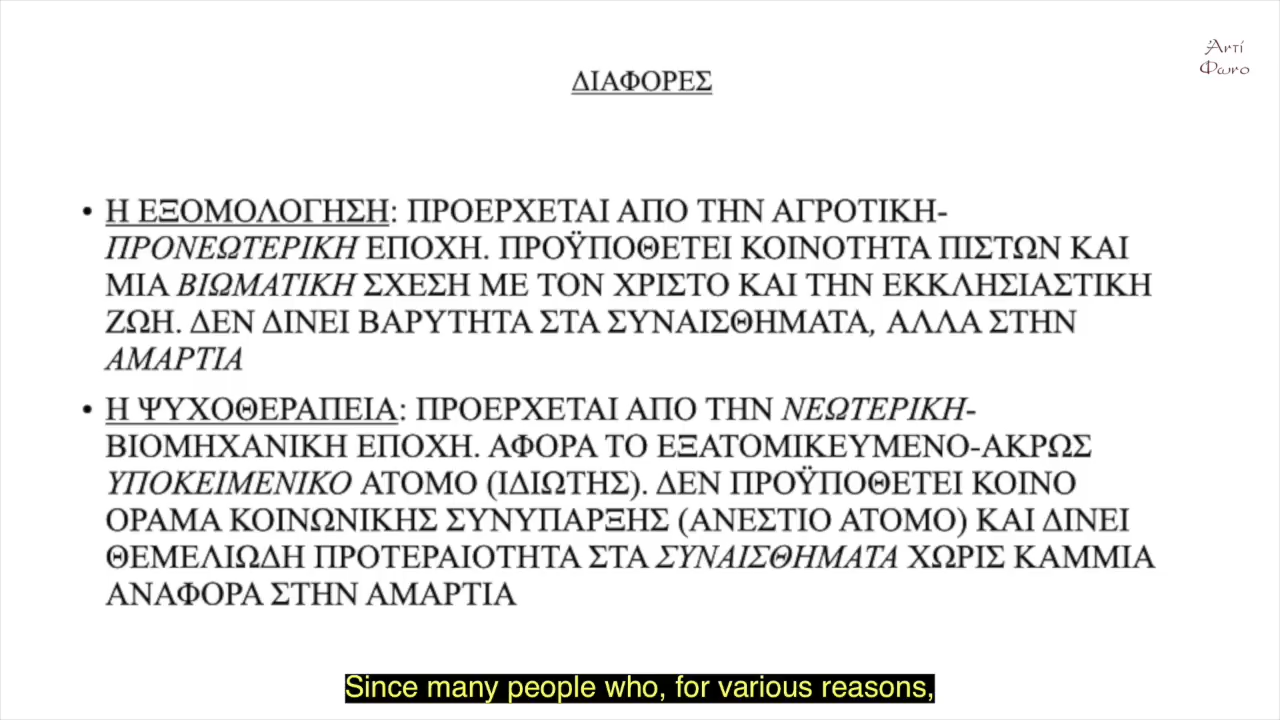 Ἀντί
Φωνο
ΔΙΑΦΟΡΕΣ
• Η ΕΞΟΜΟΛΟΓΗΣΗ: ΠΡΟΕΡΧΕΤΑΙ ΑΠΟ ΤΗΝ ΑΓΡΟΤΙΚΗ-
ΠΡΟΝΕΩΤΕΡΙΚΗ ΕΠΟΧΗ. ΠΡΟΫΠΟΘΕΤΕΙ ΚΟΙΝΟΤΗΤΑ ΠΙΣΤΩΝ ΚΑΙ
ΜΙΑ ΒΙΩΜΑΤΙΚΗ ΣΧΕΣΗ ΜΕ ΤΟΝ ΧΡΙΣΤΟ ΚΑΙ ΤΗΝ ΕΚΚΛΗΣΙΑΣΤΙΚΗ
ΖΩΗ. ΔΕΝ ΔΙΝΕΙ ΒΑΡΥΤΗΤΑ ΣΤΑ ΣΥΝΑΙΣΘΗΜΑΤΑ, ΑΛΛΑ ΣΤΗΝ
ΑΜΑΡΤΙΑ
• Η ΨΥΧΟΘΕΡΑΠΕΙΑ: ΠΡΟΕΡΧΕΤΑΙ ΑΠΟ ΤΗΝ ΝΕΩΤΕΡΙΚΗ-
ΒΙΟΜΗΧΑΝΙΚΗ ΕΠΟΧΗ. ΑΦΟΡΑ ΤΟ ΕΞΑΤΟΜΙΚΕΥΜΕΝΟ-ΑΚΡΩΣ
ΥΠΟΚΕΙΜΕΝΙΚΟ ΑΤΟΜΟ (ΙΔΙΩΤΗΣ). ΔΕΝ ΠΡΟΫΠΟΘΕΤΕΙ ΚΟΙΝΟ
ΟΡΑΜΑ ΚΟΙΝΩΝΙΚΗΣ ΣΥΝΥΠΑΡΞΗΣ (ΑΝΕΣΤΙΟ ΑΤΟΜΟ) ΚΑΙ ΔΙΝΕΙ
ΘΕΜΕΛΙΩΔΗ ΠΡΟΤΕΡΑΙΟΤΗΤΑ ΣΤΑ ΣΥΝΑΙΣΘΗΜΑΤΑ ΧΩΡΙΣ ΚΑΜΜΙΑ
ΑΝΑΦΟΡΑ ΣΤΗΝ ΑΜΑΡΤΙΑ
Since many people who, for various reasons,